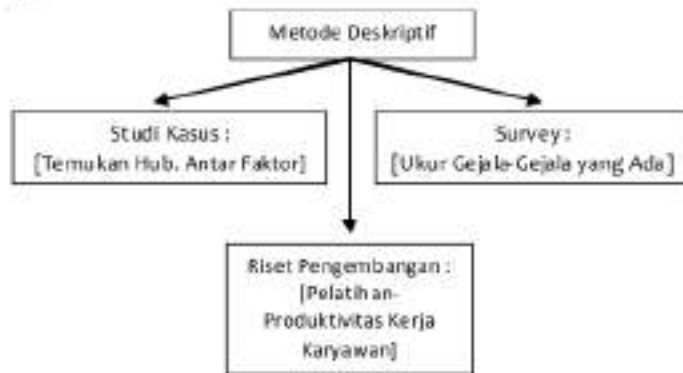 Metode Deskriptif
Studi Kasus :
[Temukan Hub. Antar Faktor]
Survey :
[Ukur Gejala-Gejala yang Ada]
Riset Pengembangan :
[Pelatihan-
Produktivitas Kerja
Karyawan]